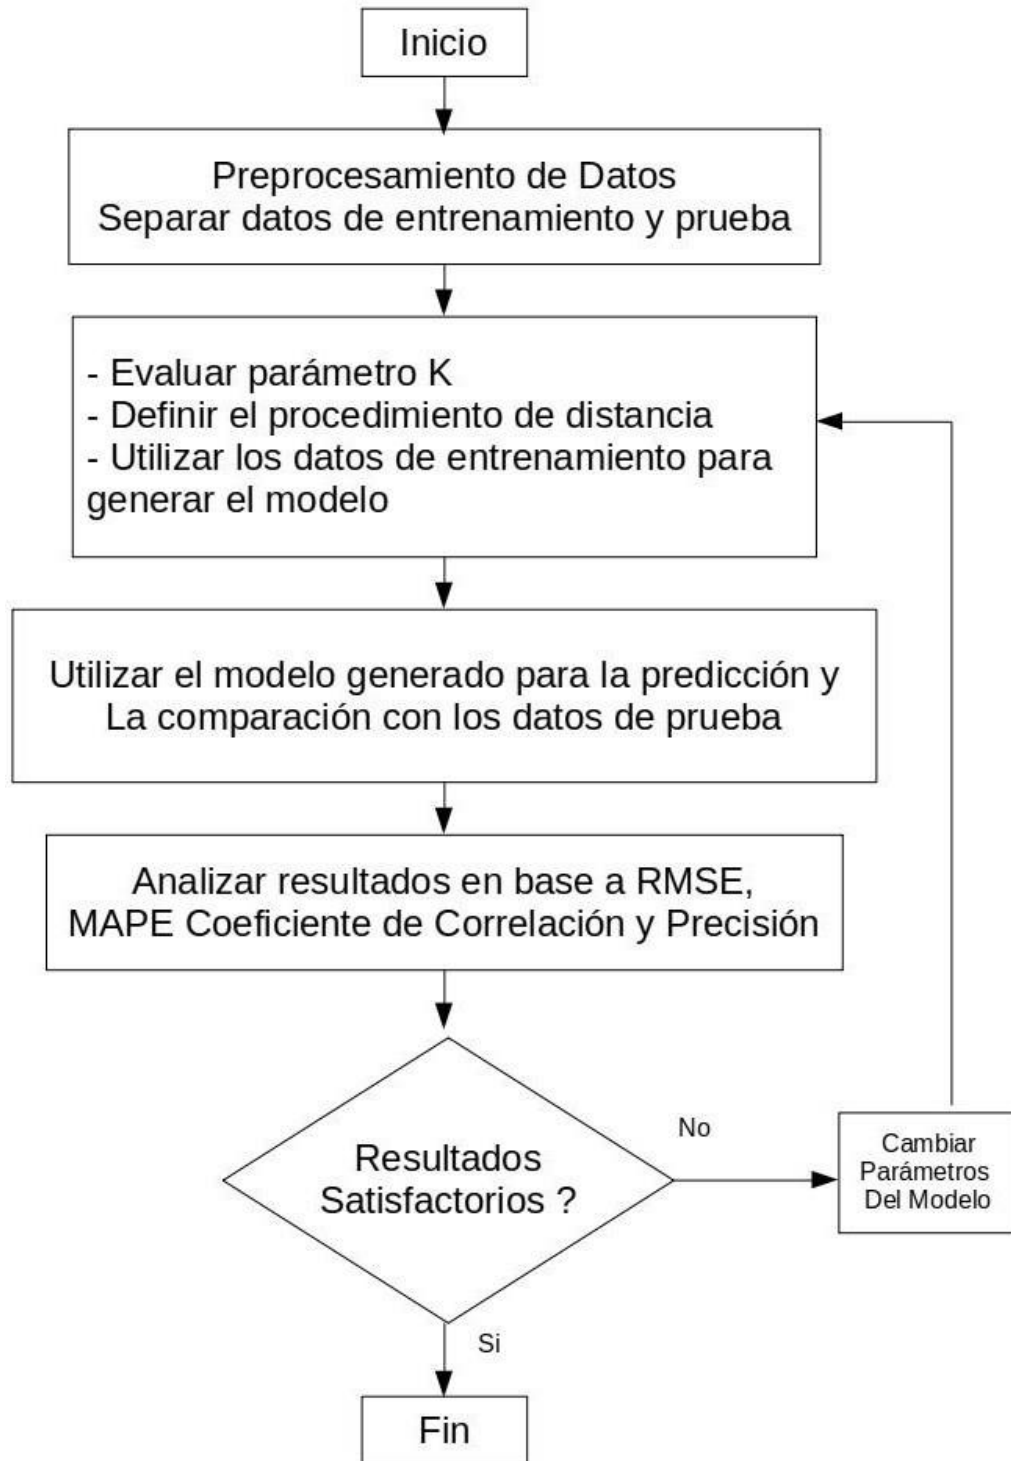 Inicio
Preprocesamiento de Datos
Separar datos de entrenamiento y prueba
- Evaluar parámetro K
- Definir el procedimiento de distancia
- Utilizar los datos de entrenamiento para
generar el modelo
Utilizar el modelo generado para la predicción y
La comparación con los datos de prueba
Analizar resultados en base a RMSE,
MAPE Coeficiente de Correlación y Precisión
Resultados
Satisfactorios ?
No
Cambiar
Parámetros
Del Modelo
Si
Fin